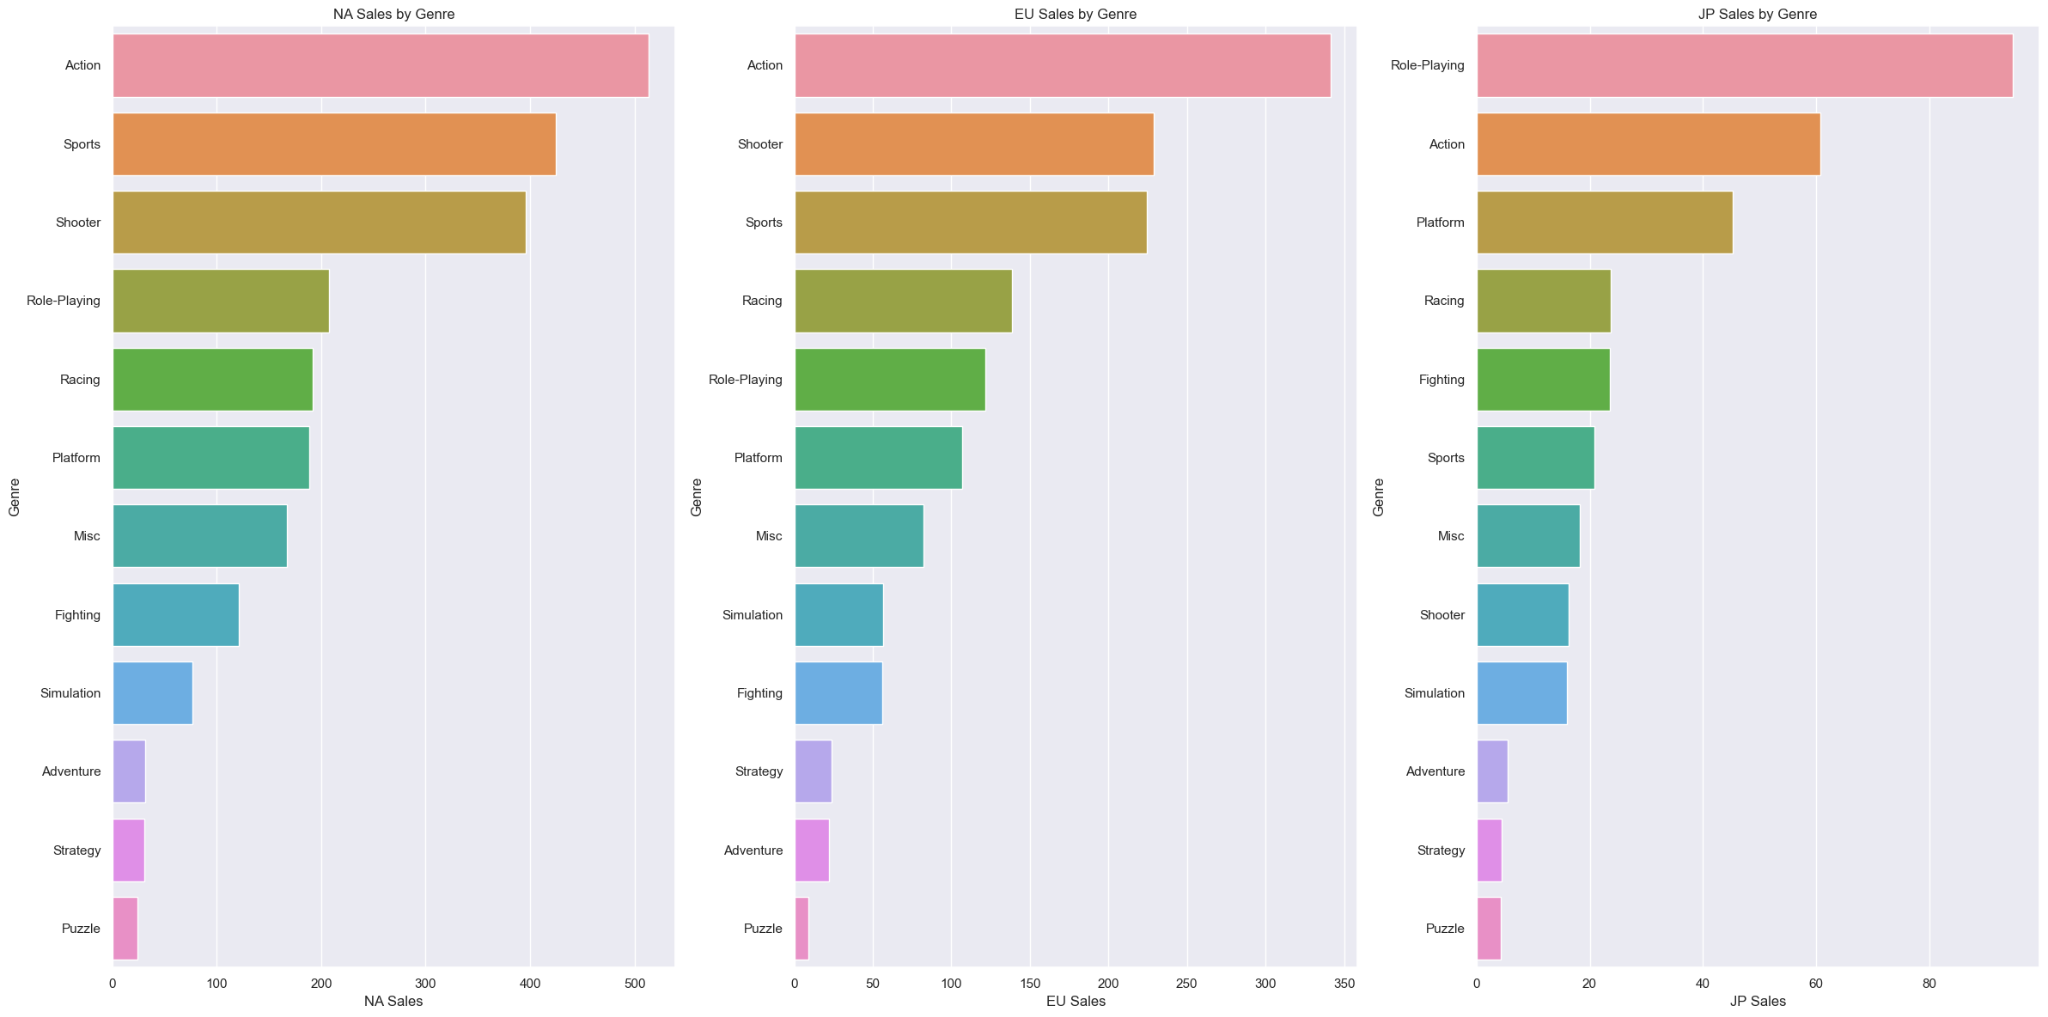 NA Sales by Genre
Action
Sports
Shooter
Role-Playing
Racing
Platform
Misc
Fighting
Simulation
Adventure
Strategy
Puzzle
Genre
0 100 200 300 400 500
NA Sales
EU Sales by Genre
Action
Shooter
Sports
Racing
Role-Playing
Platform
Misc
Simulation
Fighting
Strategy
Adventure
Puzzle
Genre
0 50 100 150 200 250 300 350
EU Sales
JP Sales by Genre
Role-Playing
Action
Platform
Racing
Fighting
Sports
Misc
Shooter
Simulation
Adventure
Strategy
Puzzle
Genre
0 20 40 60 80
JP Sales